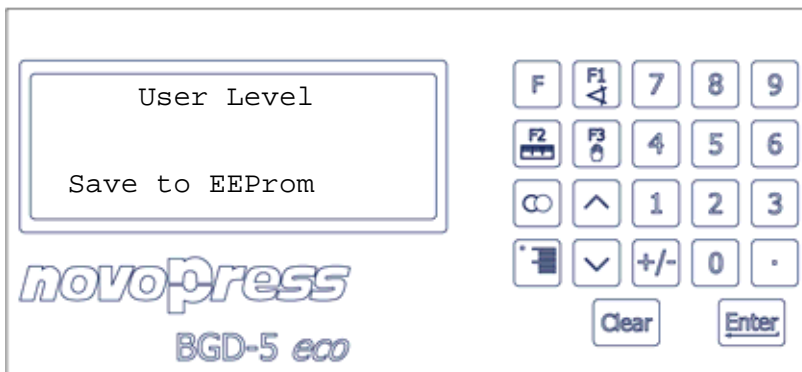 User Level
Save to EEProm
novopress
BGD-5 eco
F F1 7 8 9
F2 F3 4 5 6
1 2 3
+/- 0 .
Clear Enter